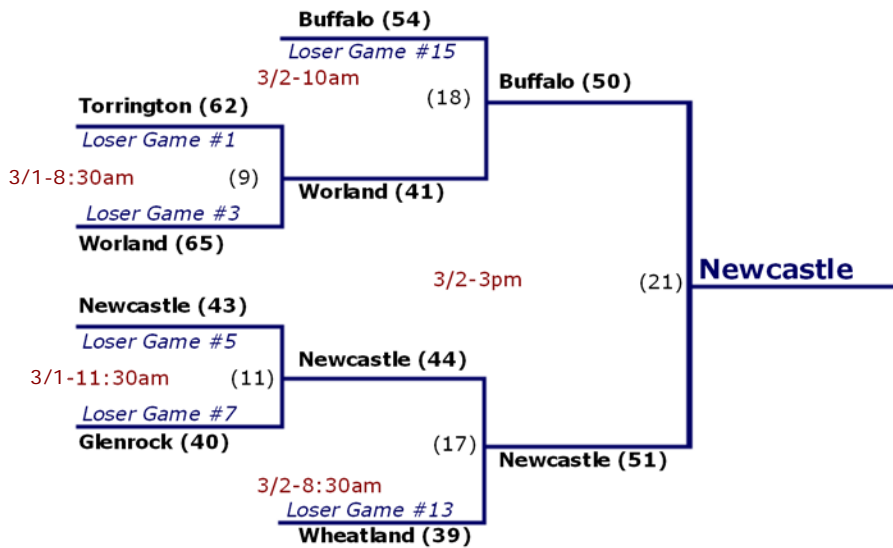 Buffalo (54)
Loser Game #15
3/2-10am
Buffalo (50)
(18)
Torrington (62)
Loser Game #1
3/1-8:30am
(9)
Worland (41)
Loser Game #3
Worland (65)
3/2-3pm
(21)
Newcastle
Newcastle (43)
Loser Game #5
Newcastle (44)
3/1-11:30am
(11)
Loser Game #7
Glenrock (40)
(17)
Newcastle (51)
3/2-8:30am
Loser Game #13
Wheatland (39)